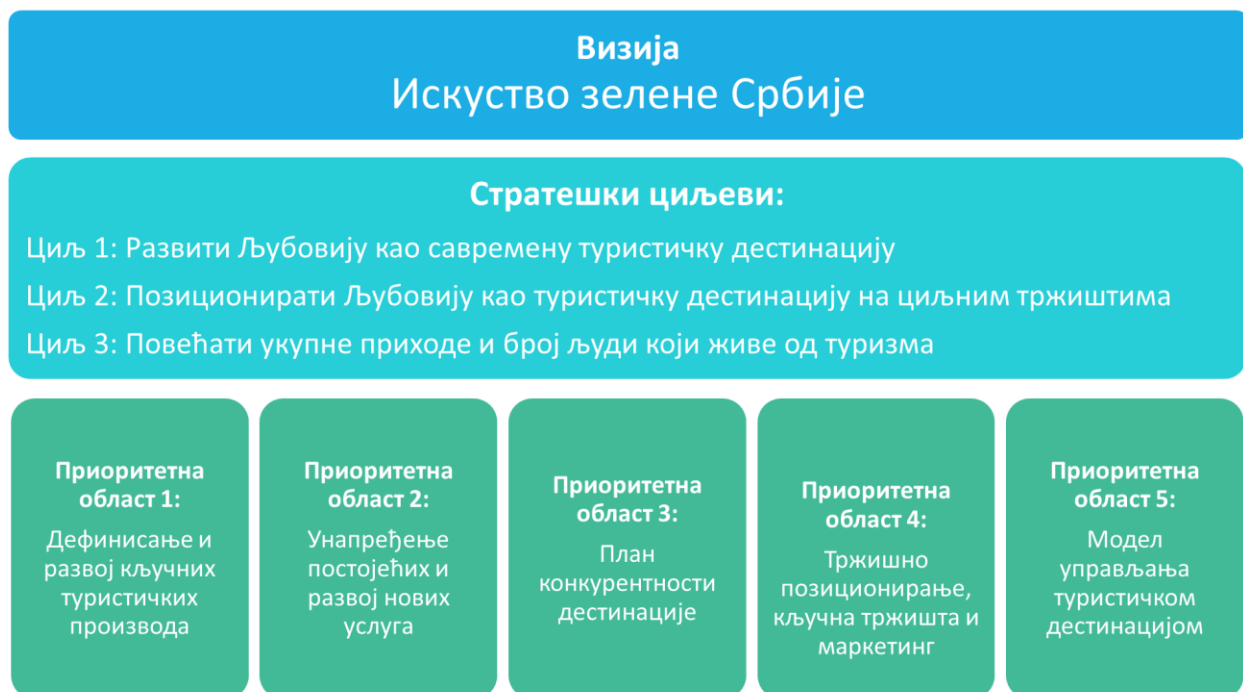 Визија
Искуство зелене Србије
Стратешки циљеви:
Циљ 1: Развити Љубовију као савремену туристичку дестинацију
Циљ 2: Позиционирати Љубовију као туристичку дестинацију на циљним тржиштима
Циљ 3: Повећати укупне приходе и број људи који живе од туризма
Приоритетна
област 1:
Дефинисање и
развој кључних
туристичких
производа
Приоритетна
област 2:
Унапређење
постојећих и
развој нових
услуга
Приоритетна
област 3:
План
конкурентности
дестинације
Приоритетна
област 4:
Тржишно
позиционирање,
кључна тржишта и
маркетинг
Приоритетна
област 5:
Модел
управљања
туристичком
дестинацијом